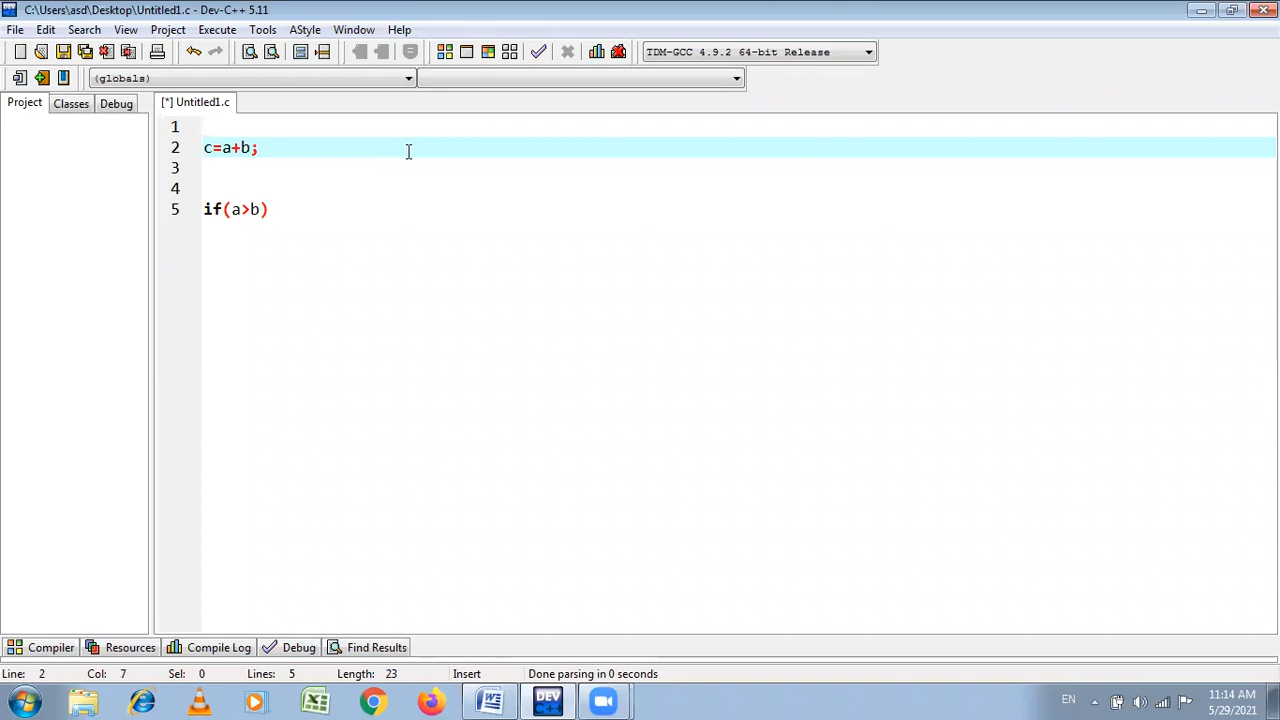 C:\Users\asd\Desktop\Untitled1.c - Dev-C++ 5.11
File Edit Search View Project Execute Tools AStyle Window Help
TDM-GCC 4.9.2 64-bit Release
(globals)
Project Classes Debug [*] Untitled1.c
1
2 c=a+b;
3
4
5 if(a>b)
Compiler Resources Compile Log Debug Find Results
Line: 2 Col: 7 Sel: 0 Lines: 5 Length: 23 Insert Done parsing in 0 seconds
EN 11:14 AM
5/29/2021